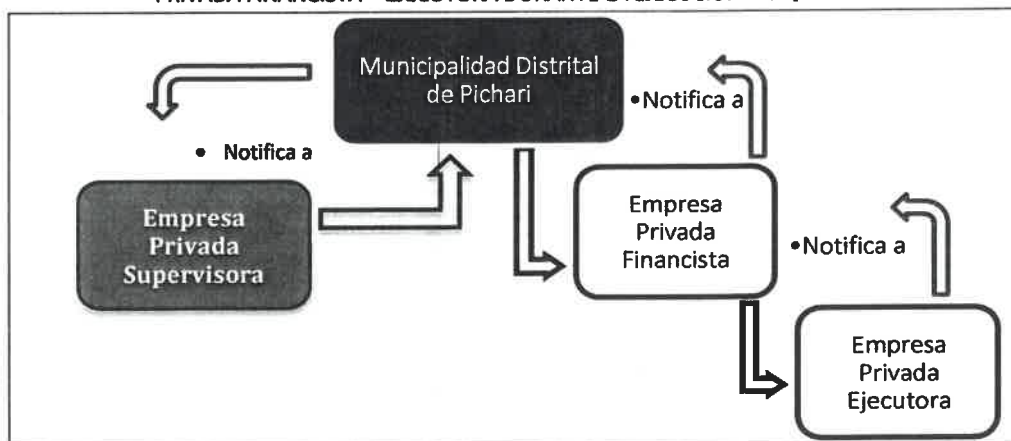 Municipalidad Distrital
de Pichari
•Notifica a
• Notifica a
Empresa
Privada
Supervisora
Empresa
Privada
Financista
•Notifica a
Empresa
Privada
Ejecutora